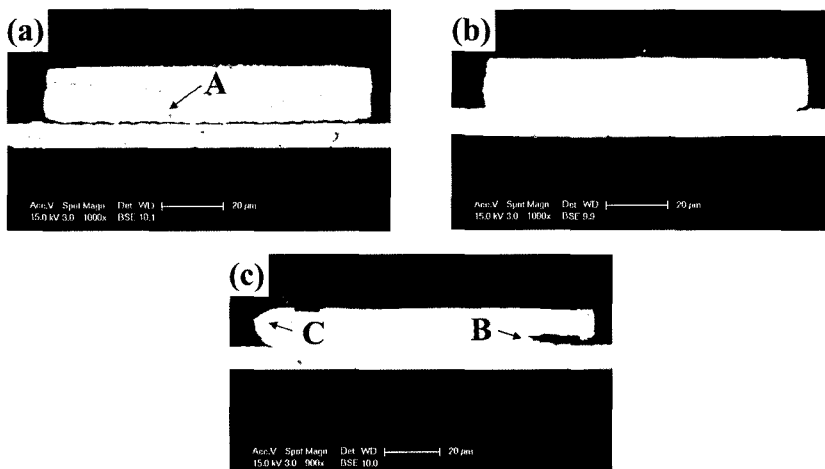 (a)
A
Acc.V Spot Magn Det WD 20 µm
15.0 kV 3.0 1000x BSE 10.1
(b)
Acc.V Spot Magn Det WD 20 µm
15.0 kV 3.0 1000x BSE 9.9
(c)
C B
Acc.V Spot Magn Det WD 20 µm
15.0 kV 3.0 900x BSE 10.0